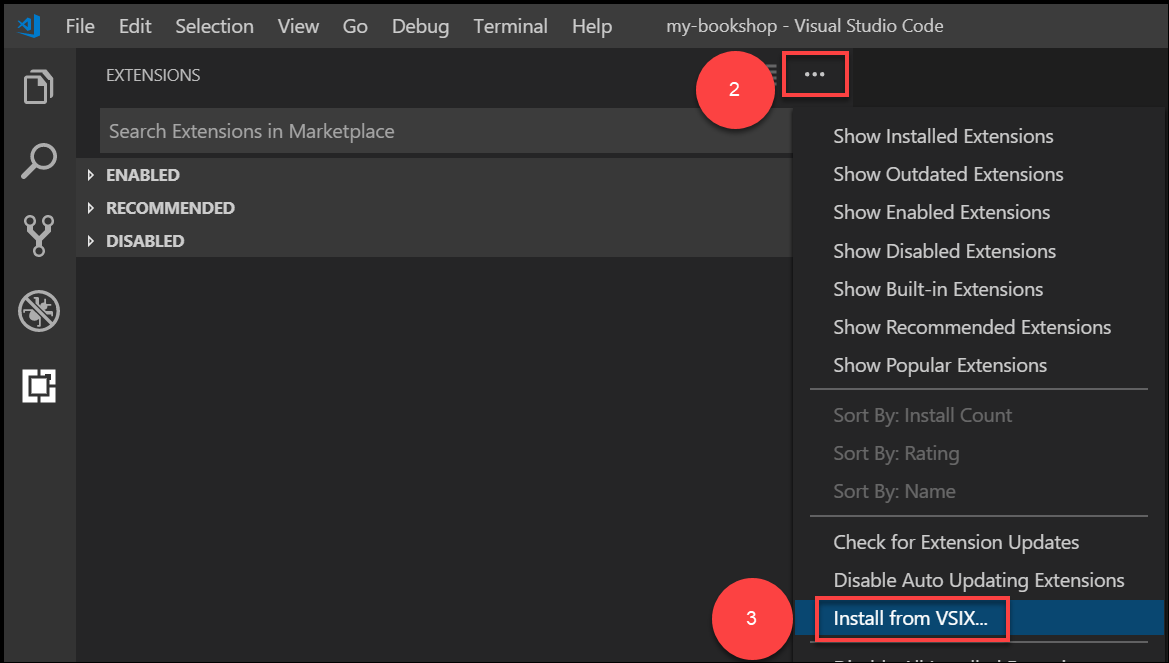 File Edit Selection View Go Debug Terminal Help my-bookshop - Visual Studio Code
EXTENSIONS
2
...
Search Extensions in Marketplace
ENABLED
RECOMMENDED
DISABLED
Show Installed Extensions
Show Outdated Extensions
Show Enabled Extensions
Show Disabled Extensions
Show Built-in Extensions
Show Recommended Extensions
Show Popular Extensions
Sort By: Install Count
Sort By: Rating
Sort By: Name
Check for Extension Updates
Disable Auto Updating Extensions
3
Install from VSIX...